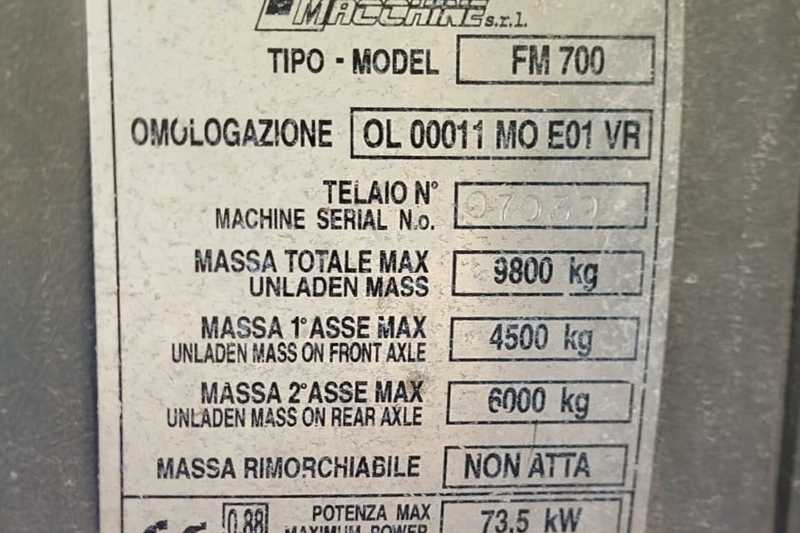 MACCHINE s.r.l.
TIPO - MODEL FM 700
OMOLOGAZIONE OL 00011 MO E01 VR
TELAIO N°
MACHINE SERIAL N.o.
MASSA TOTALE MAX 9800 kg
UNLADEN MASS
MASSA 1° ASSE MAX 4500 kg
UNLADEN MASS ON FRONT AXLE
MASSA 2° ASSE MAX 6000 kg
UNLADEN MASS ON REAR AXLE
MASSA RIMORCHIABILE NON ATTA
CE 0.88 POTENZA MAX 73,5 kW
MAXIMUM POWER